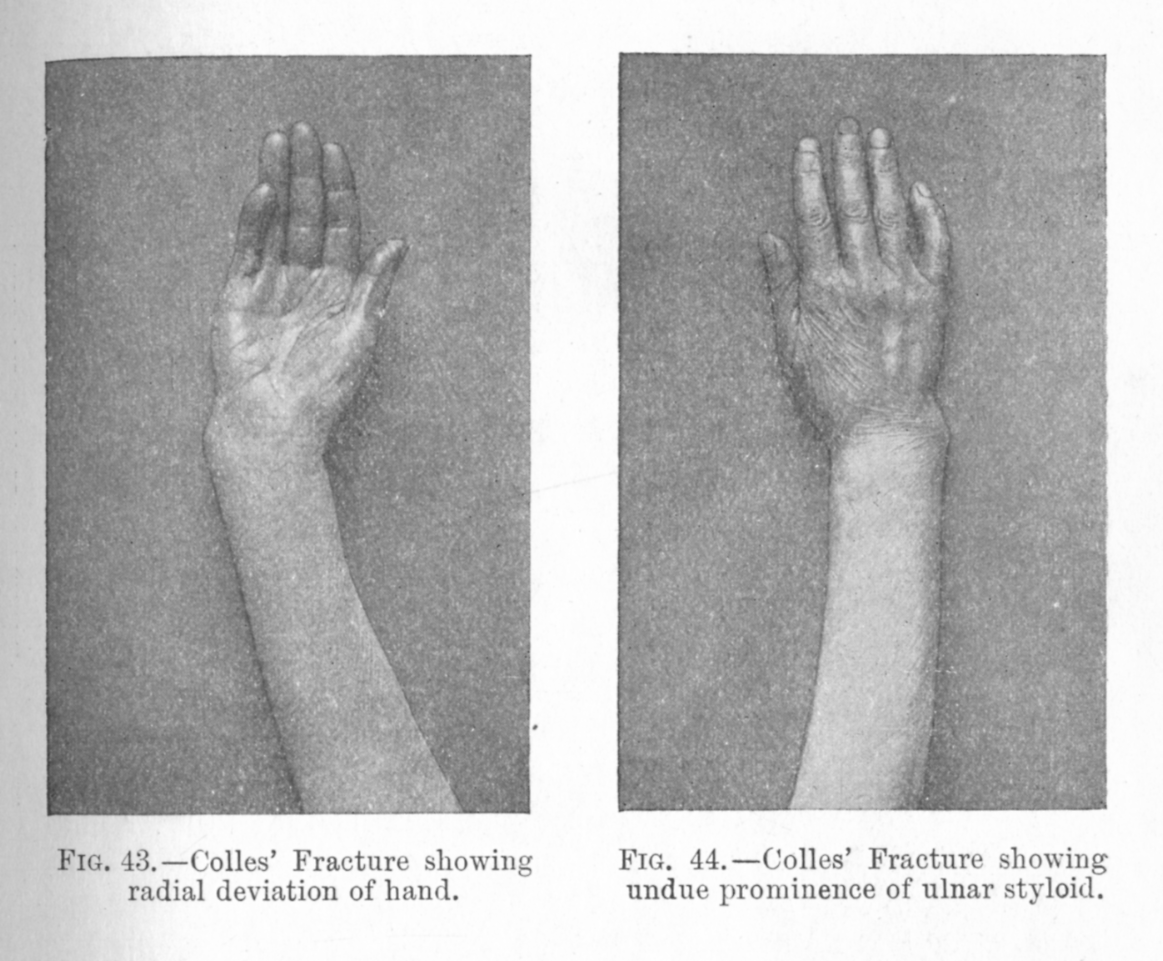 FIG. 43.—Colles' Fracture showing
radial deviation of hand.
FIG. 44.—Colles' Fracture showing
undue prominence of ulnar styloid.